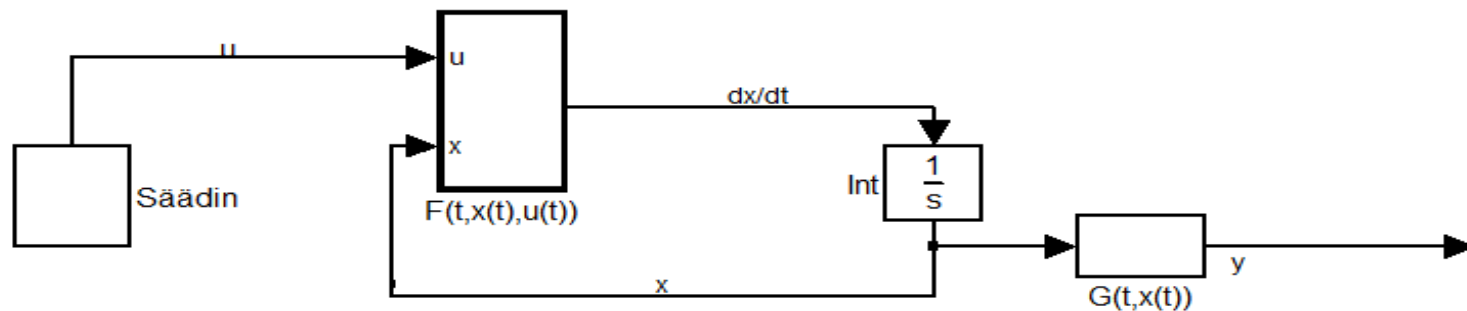 u
u
x
dx/dt
Säädin
F(t,x(t),u(t))
Int
1
s
x
y
G(t,x(t))